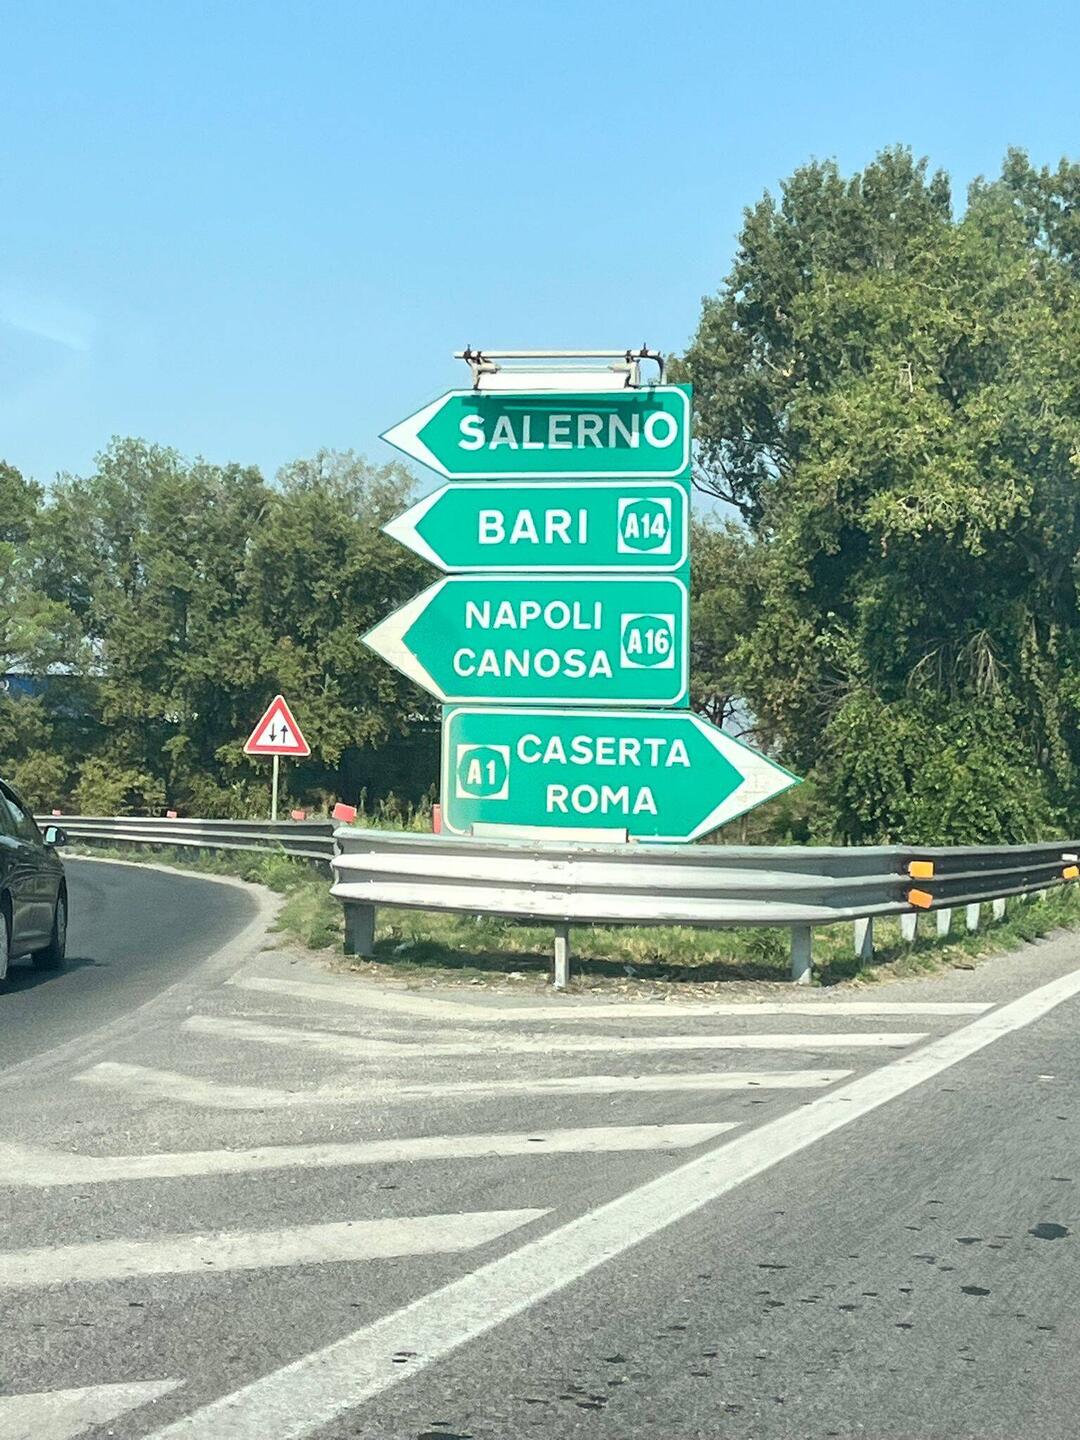 SALERNO
BARI A14
NAPOLI
CANOSA A16
A1 CASERTA
ROMA